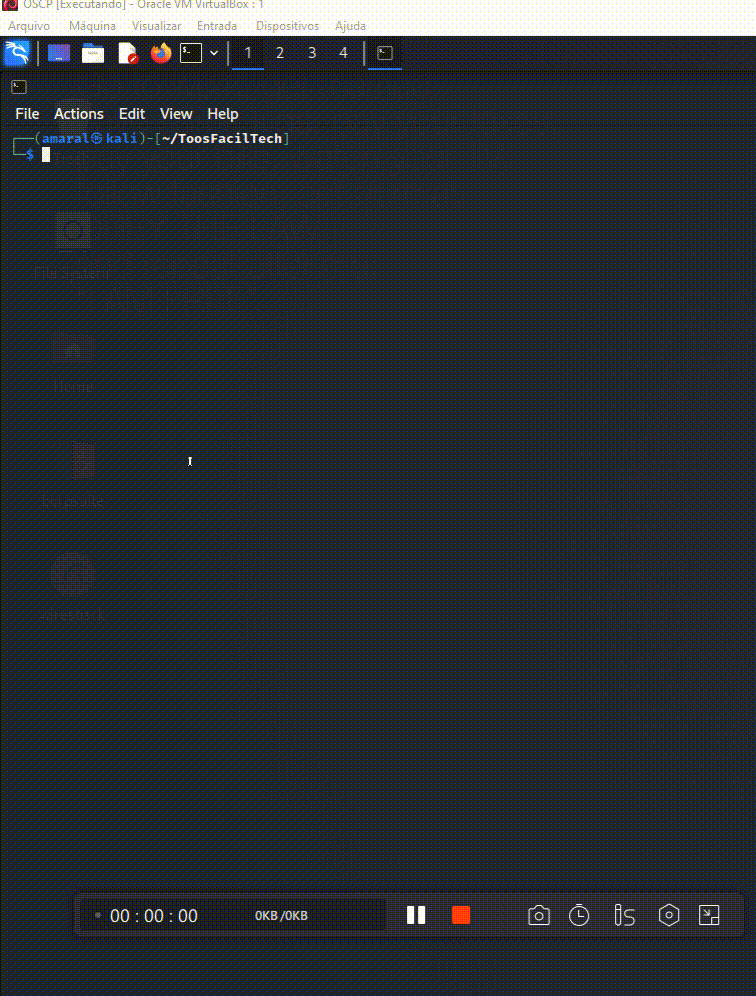 OSCP [Executando] - Oracle VM VirtualBox : 1
Arquivo Máquina Visualizar Entrada Dispositivos Ajuda
1 2 3 4
File Actions Edit View Help
┌──(amaral㉿kali)-[~/ToosFacilTech]
└─$
File System
Home
burpsuite
wireshark
00 : 00 : 00 0KB/0KB